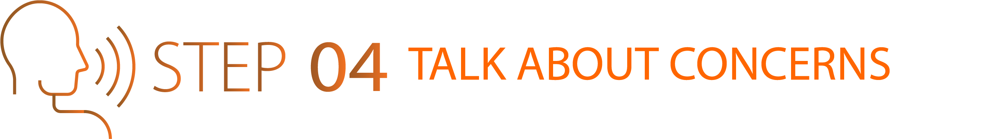 STEP 04 TALK ABOUT CONCERNS